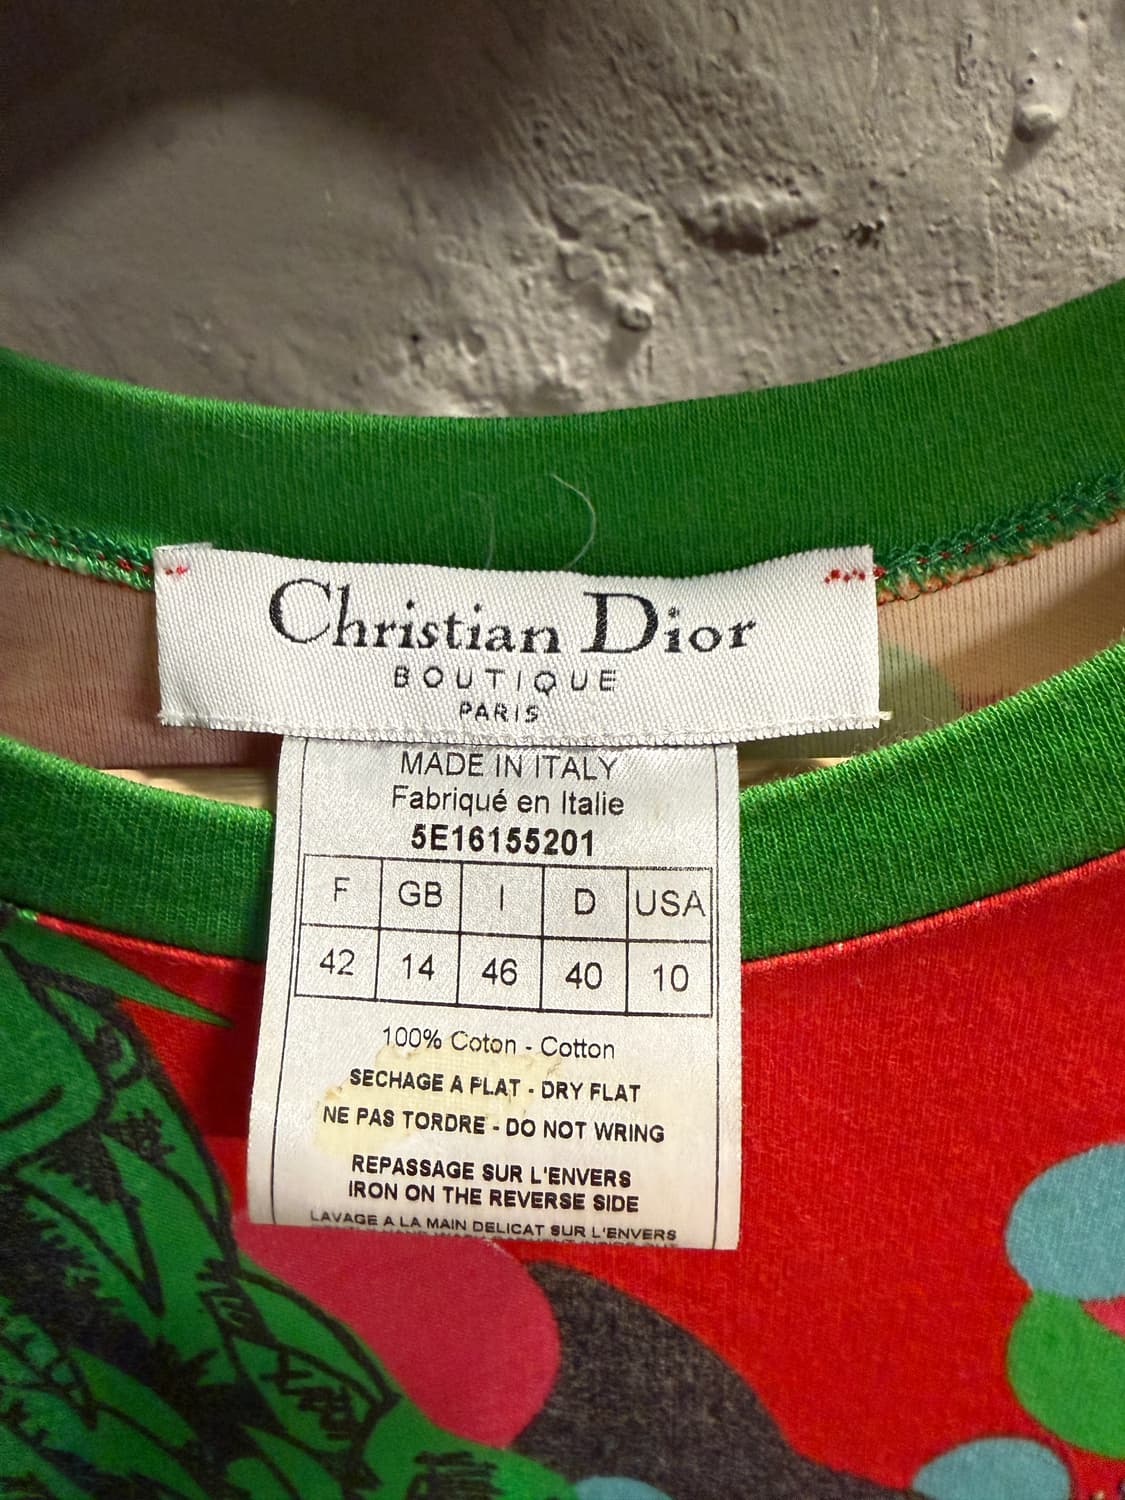 Christian Dior
BOUTIQUE
PARIS
MADE IN ITALY
Fabriqué en Italie
5E16155201
F GB I D USA
42 14 46 40 10
100% Coton - Cotton
SECHAGE A PLAT - DRY FLAT
NE PAS TORDRE - DO NOT WRING
REPASSAGE SUR L'ENVERS
IRON ON THE REVERSE SIDE
LAVAGE A LA MAIN DELICAT SUR L'ENVERS